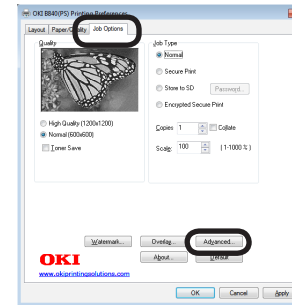 OKI B840(PS) Printing Preferences
Layout Paper/Quality Job Options
Quality
High Quality (1200x1200)
Normal (600x600)
Toner Save
Job Type
Normal
Secure Print
Store to SD Password...
Encrypted Secure Print
Copies 1 Collate
Scale: 100 (1-1000 %)
Watermark... Overlay... Advanced...
OKI About... Default
www.okiprintingsolutions.com
OK Cancel Apply